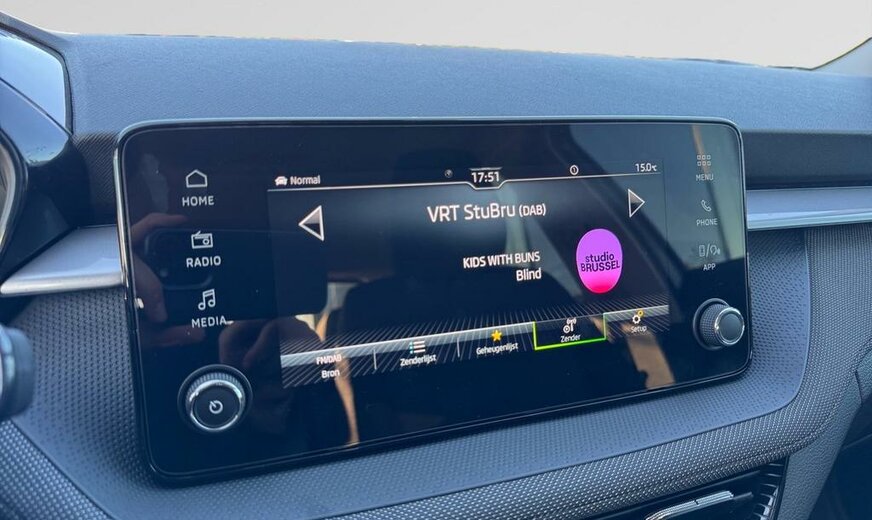 HOME
RADIO
MEDIA
Normal
17:51
15.0°C
VRT StuBru (DAB)
KIDS WITH BUNS
Blind
studio
BRUSSEL
FM/DAB
Bron
Zenderlijst
Geheugenlijst
Zender
Setup
MENU
PHONE
APP